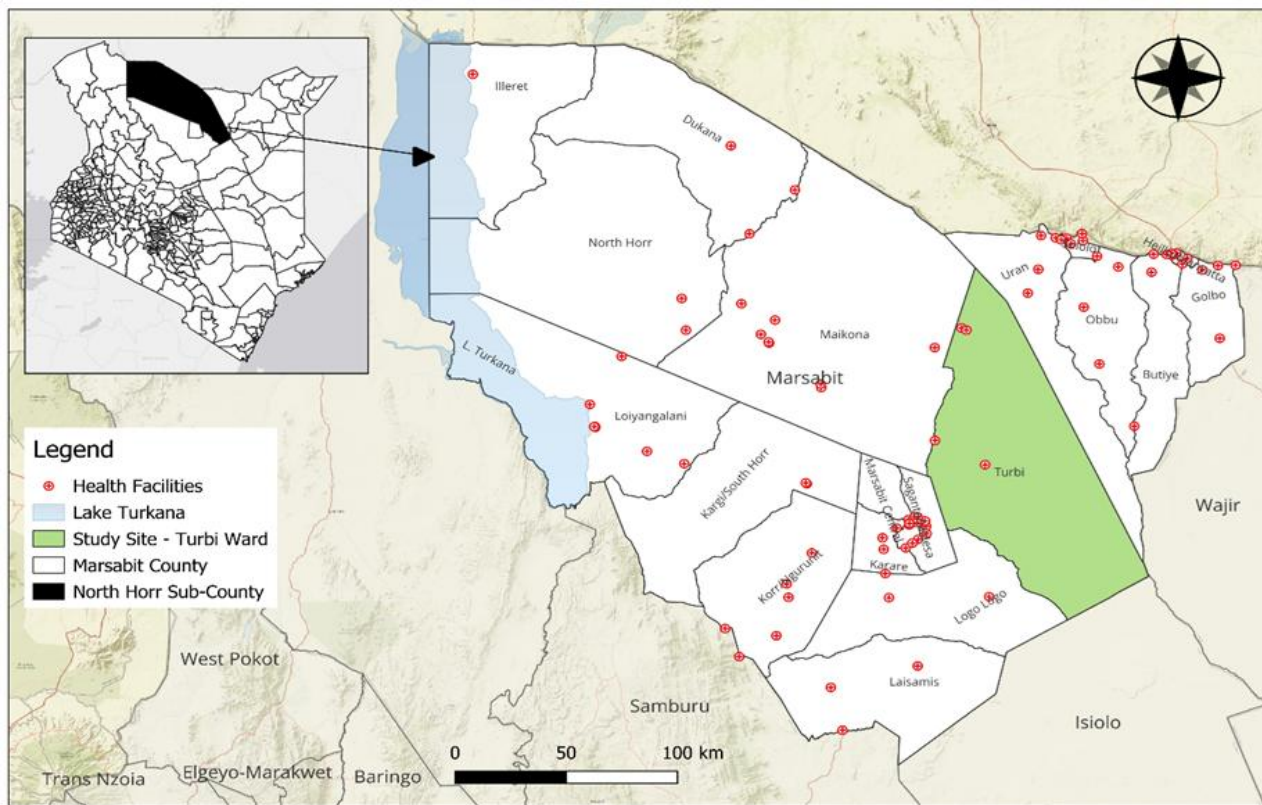 Illeret
Dukana
North Horr
Maikona
Marsabit
L. Turkana
Loiyangalani
Uran
Golbo
Obbu
Butiye
Turbi
Wajir
Kargi/South Horr
Marsabit Central
Karare
Korr/Ngurunit
Logo Logo
Laisamis
Samburu
Isiolo
West Pokot
Trans Nzoia
Elgeyo-Marakwet
Baringo
Legend
Health Facilities
Lake Turkana
Study Site - Turbi Ward
Marsabit County
North Horr Sub-County
0 50 100 km